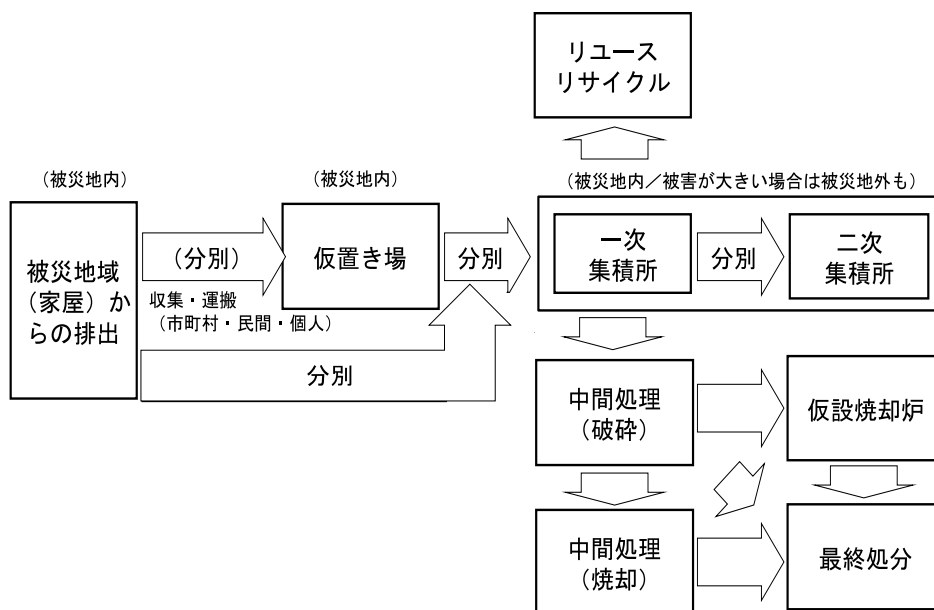 リユース
リサイクル
（被災地内）
（被災地内）
（被災地内／被害が大きい場合は被災地外も）
被災地域
（家屋）か
らの排出
（分別）
仮置き場
分別
一次
集積所
分別
二次
集積所
収集・運搬
（市町村・民間・個人）
分別
中間処理
（破砕）
仮設焼却炉
中間処理
（焼却）
最終処分